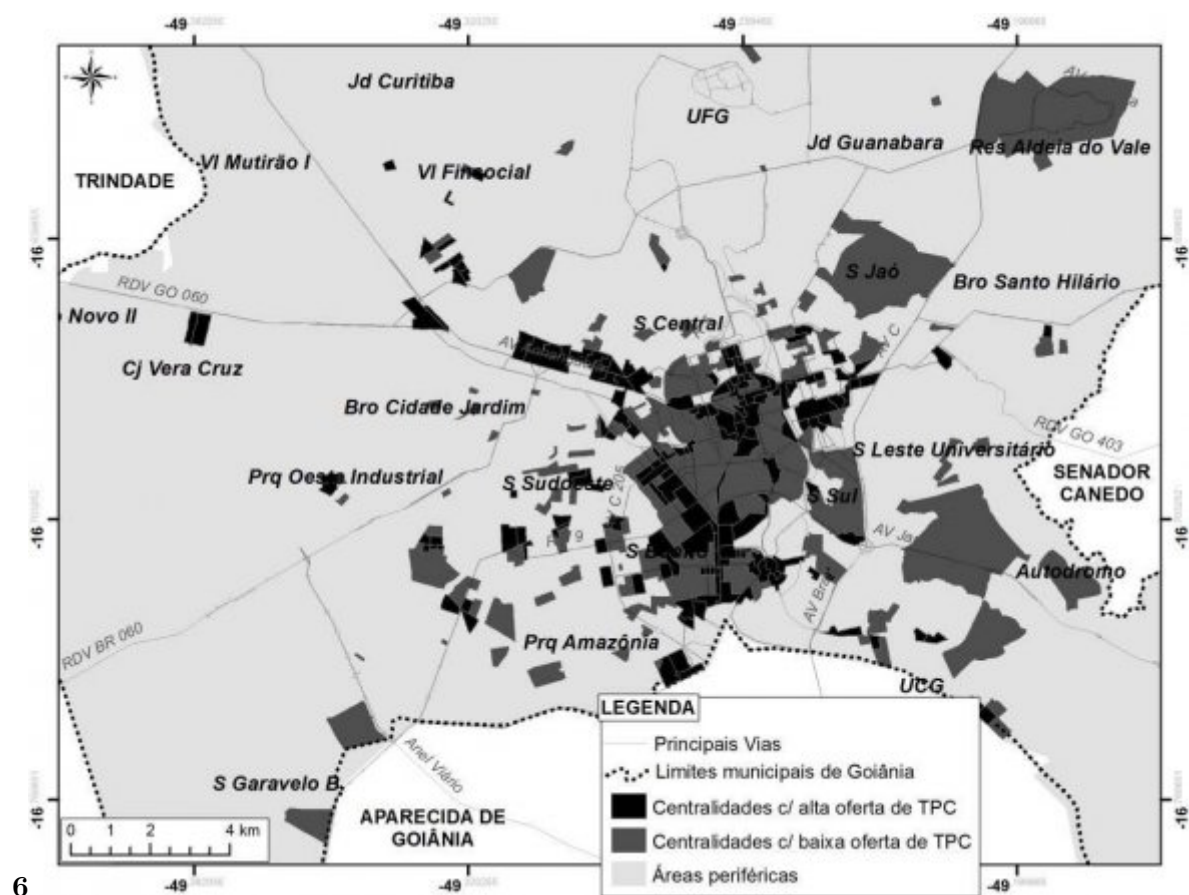 -49
-49
-49
-49
Jd Curitiba
UFG
AV
Jd Guanabara
Res Aldeia do Vale
Vl Mutirão I
Vl Finsocial
TRINDADE
-16
-16
S Jaó
RDV GO 060
Bro Santo Hilário
Novo II
S Central
AV C
Cj Vera Cruz
Bro Cidade Jardim
RDV GO 403
S Leste Universitário
Prq Oeste Industrial
S Sudoeste
SENADOR
CANEDO
S Sul
-16
-16
Autodromo
RDV BR 060
Prq Amazônia
UCG
LEGENDA
Principais Vias
Limites municipais de Goiânia
Centralidades c/ alta oferta de TPC
Centralidades c/ baixa oferta de TPC
Áreas periféricas
Anel Viário
S Garavelo B
-16
-16
APARECIDA DE
GOIÂNIA
0 1 2 4 km
-49
-49
-49
-49
6